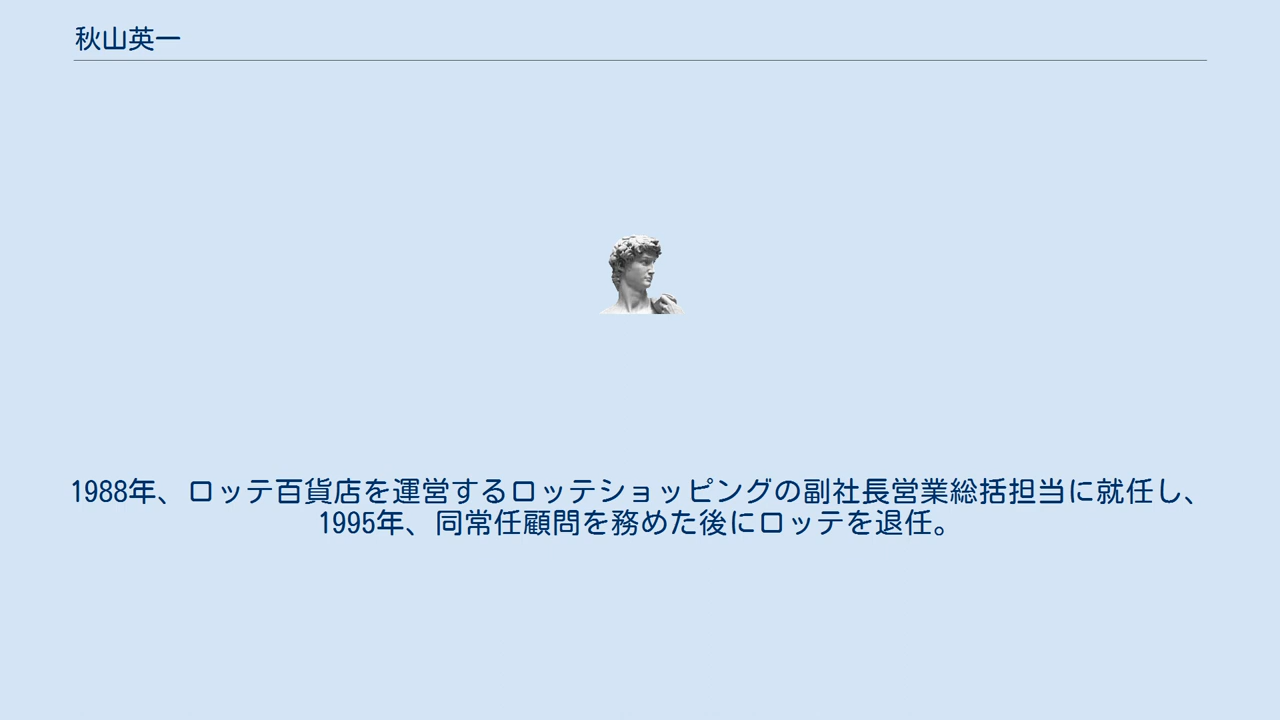 秋山英一
1988年、ロッテ百貨店を運営するロッテショッピングの副社長営業総括担当に就任し、
1995年、同常任顧問を務めた後にロッテを退任。